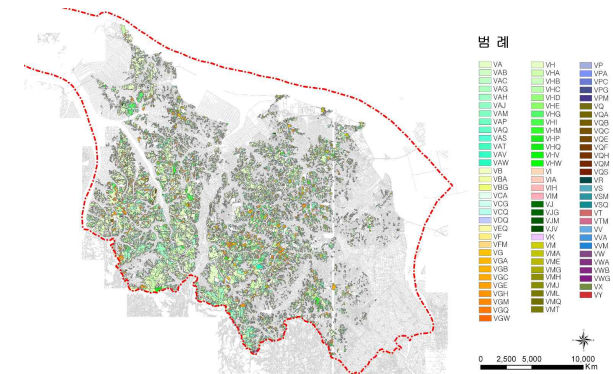 범 례
VA
VAB
VAC
VAG
VAH
VAJ
VAM
VAP
VAQ
VAS
VAT
VAV
VAW
VB
VBA
VBG
VCA
VCG
VCQ
VDQ
VEQ
VF
VFM
VG
VGA
VGB
VGC
VGE
VGH
VGM
VGQ
VGW
VH
VHA
VHB
VHC
VHD
VHE
VHG
VHI
VHM
VHP
VHQ
VHV
VHW
VI
VIA
VIH
VIM
VJ
VJG
VJM
VJV
VK
VM
VMA
VME
VMG
VMH
VMJ
VML
VMQ
VMT
VP
VPA
VPC
VPG
VPM
VQ
VQA
VQB
VQC
VQE
VQF
VQH
VQM
VQS
VR
VS
VSM
VSQ
VT
VTM
VV
VVA
VVM
VW
VWA
VWB
VWG
VX
VY
0 2,500 5,000 10,000
Km